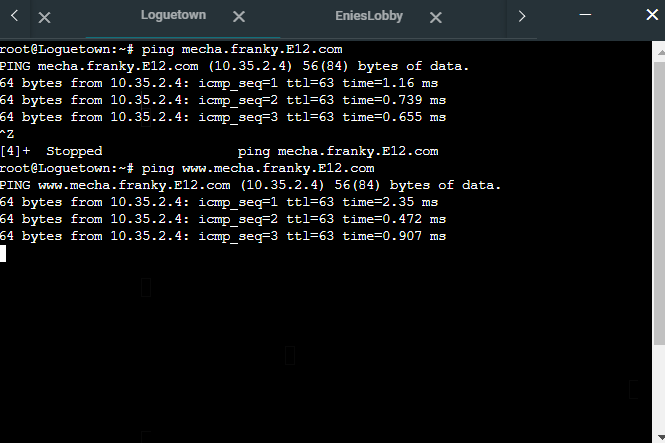 Loguetown EniesLobby
root@Loguetown:~# ping mecha.franky.E12.com
PING mecha.franky.E12.com (10.35.2.4) 56(84) bytes of data.
64 bytes from 10.35.2.4: icmp_seq=1 ttl=63 time=1.16 ms
64 bytes from 10.35.2.4: icmp_seq=2 ttl=63 time=0.739 ms
64 bytes from 10.35.2.4: icmp_seq=3 ttl=63 time=0.655 ms
^Z
[4]+  Stopped                 ping mecha.franky.E12.com
root@Loguetown:~# ping www.mecha.franky.E12.com
PING www.mecha.franky.E12.com (10.35.2.4) 56(84) bytes of data.
64 bytes from 10.35.2.4: icmp_seq=1 ttl=63 time=2.35 ms
64 bytes from 10.35.2.4: icmp_seq=2 ttl=63 time=0.472 ms
64 bytes from 10.35.2.4: icmp_seq=3 ttl=63 time=0.907 ms